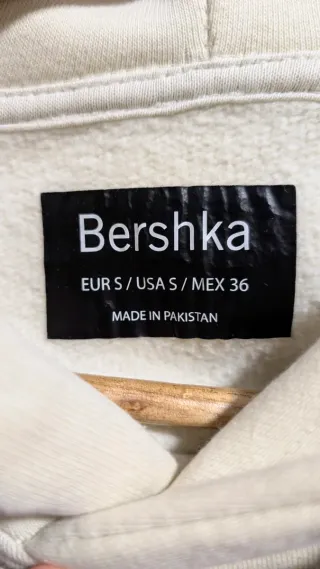 Bershka
EUR S / USA S / MEX 36
MADE IN PAKISTAN